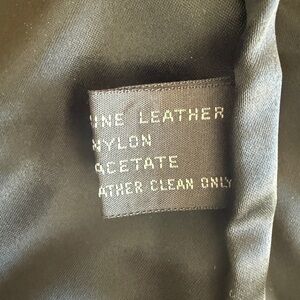 INE LEATHER
NYLON
ACETATE
ATHER CLEAN ONLY